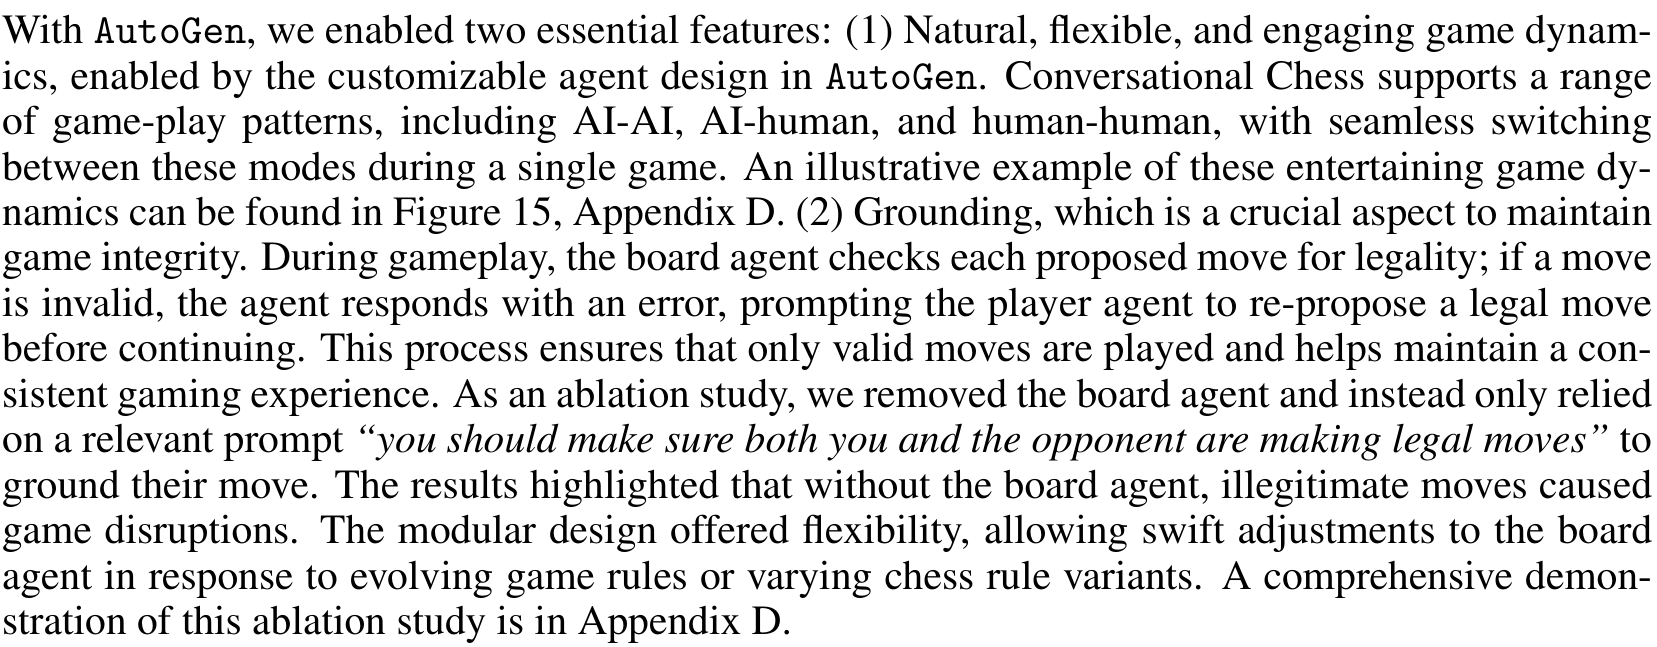 With AutoGen, we enabled two essential features: (1) Natural, flexible, and engaging game dynam-
ics, enabled by the customizable agent design in AutoGen. Conversational Chess supports a range
of game-play patterns, including AI-AI, AI-human, and human-human, with seamless switching
between these modes during a single game. An illustrative example of these entertaining game dy-
namics can be found in Figure 15, Appendix D. (2) Grounding, which is a crucial aspect to maintain
game integrity. During gameplay, the board agent checks each proposed move for legality; if a move
is invalid, the agent responds with an error, prompting the player agent to re-propose a legal move
before continuing. This process ensures that only valid moves are played and helps maintain a con-
sistent gaming experience. As an ablation study, we removed the board agent and instead only relied
on a relevant prompt “you should make sure both you and the opponent are making legal moves” to
ground their move. The results highlighted that without the board agent, illegitimate moves caused
game disruptions. The modular design offered flexibility, allowing swift adjustments to the board
agent in response to evolving game rules or varying chess rule variants. A comprehensive demon-
stration of this ablation study is in Appendix D.